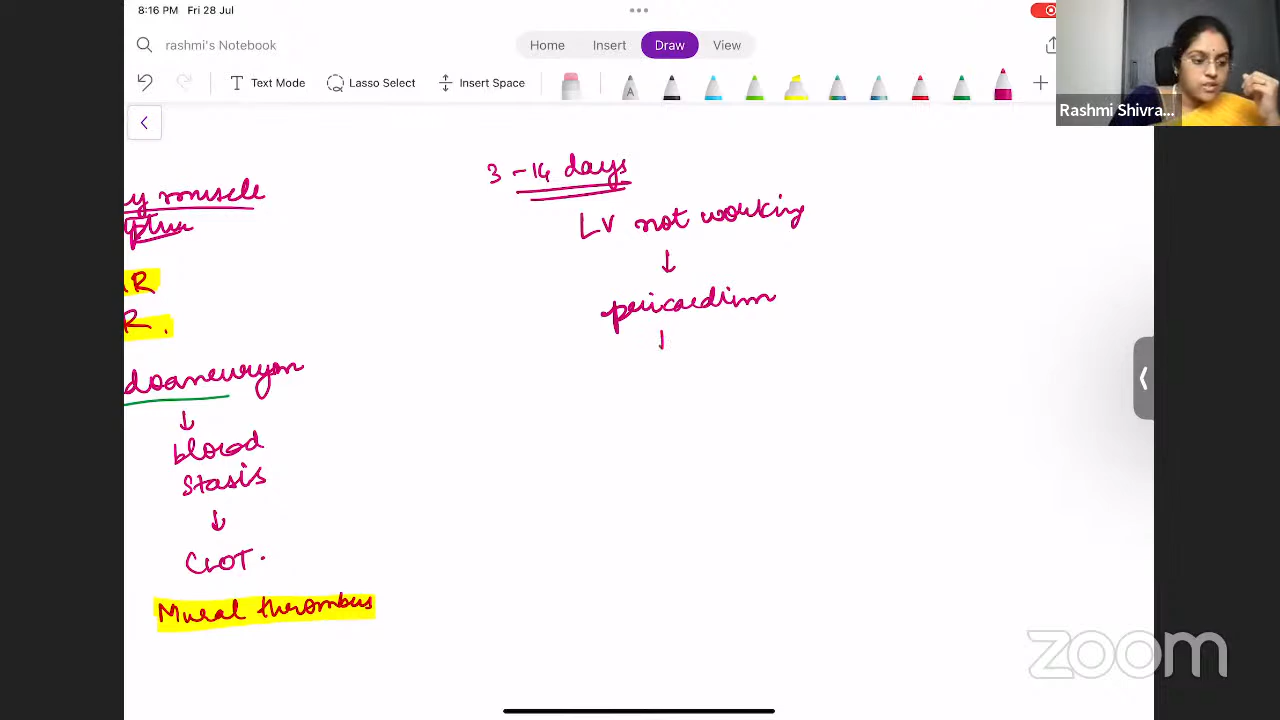 8:16 PM Fri 28 Jul
rashmi's Notebook
Home Insert Draw View
Text Mode Lasso Select Insert Space
A
Rashmi Shivra...
y muscle
ptur
R
R.
doaneurysm
↓
blood
stasis
↓
CLOT.
Mural thrombus
3-14 days
LV not working
↓
pericardium
↓
zoom